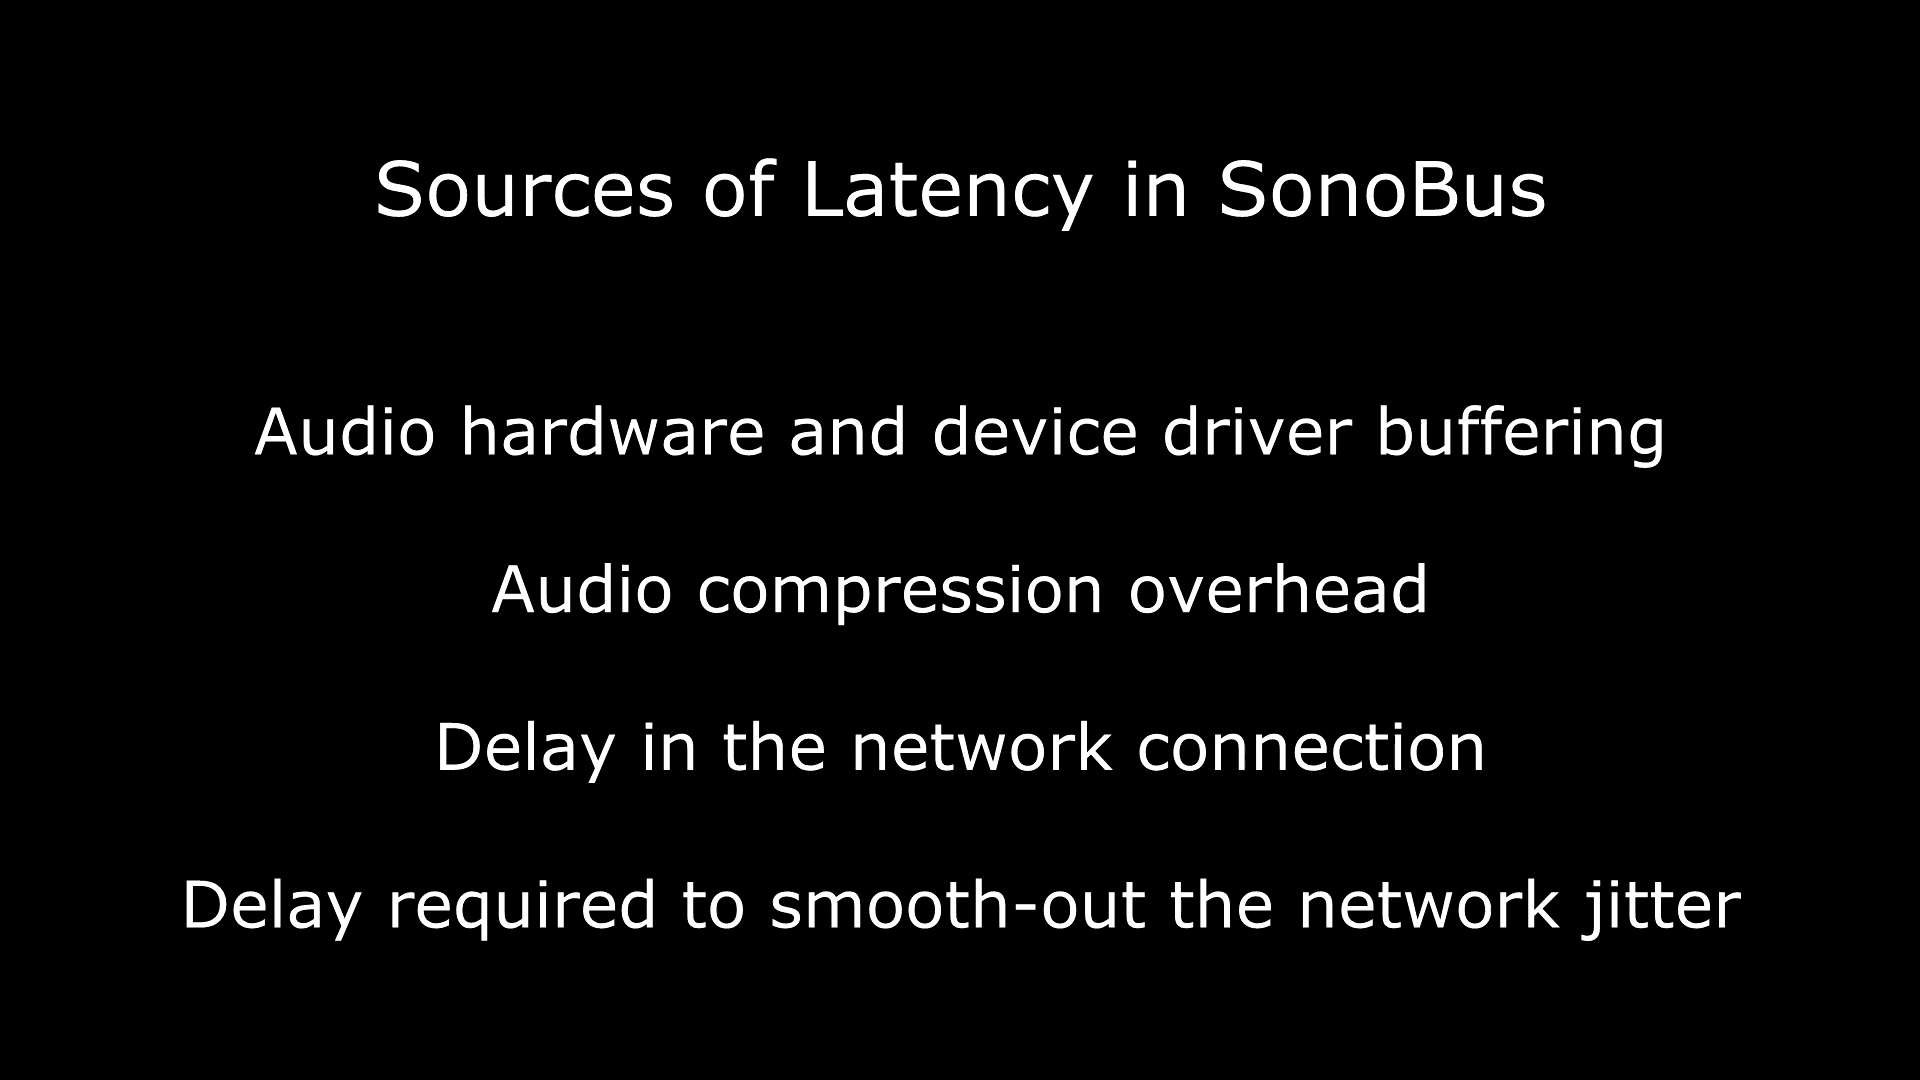 Sources of Latency in SonoBus
Audio hardware and device driver buffering
Audio compression overhead
Delay in the network connection
Delay required to smooth-out the network jitter